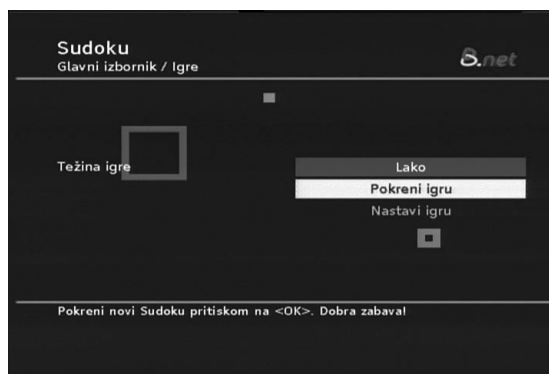 Sudoku
Glavni izbornik / Igre
B.net
Težina igre
Lako
Pokreni igru
Nastavi igru
Pokreni novi Sudoku pritiskom na <OK>. Dobra zabava!